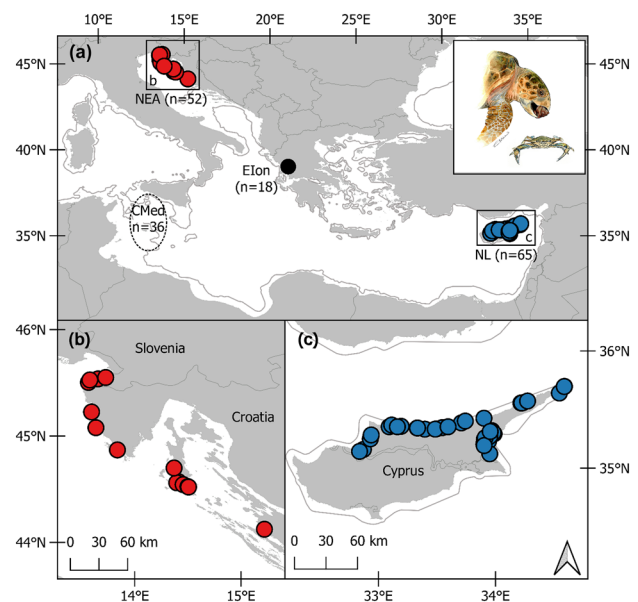 10°E 15°E 20°E 25°E 30°E 35°E
(a)
45°N 45°N
b
NEA (n=52)
40°N 40°N
EIon
(n=18)
CMed
n=36
35°N 35°N
c
NL (n=65)
46°N
(b)
Slovenia
(c)
36°N
Croatia
45°N
35°N
Cyprus
44°N
0 30 60 km
0 30 60 km
14°E 15°E 33°E 34°E